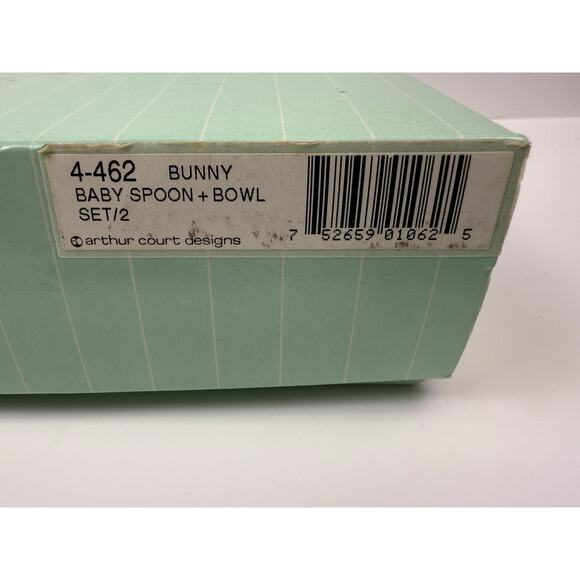 4-462 BUNNY
BABY SPOON + BOWL
SET/2
arthur court designs
7 52659 01062 5